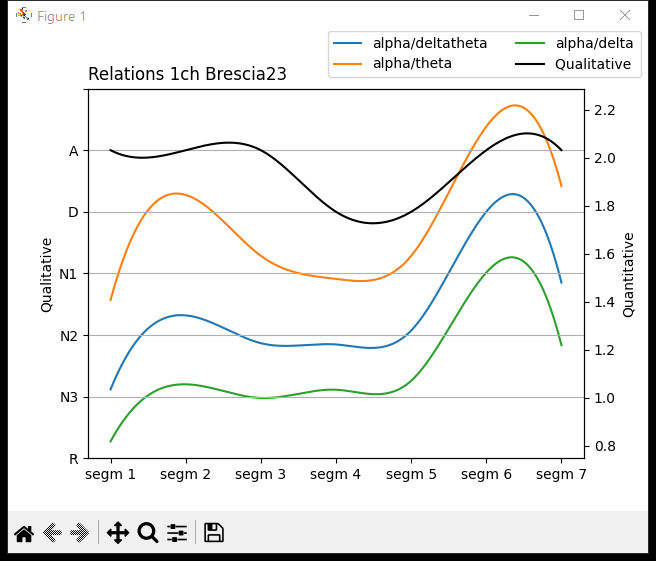 Figure 1
alpha/deltatheta
alpha/delta
alpha/theta
Qualitative
Relations 1ch Brescia23
A
D
N1
N2
N3
R
Qualitative
2.2
2.0
1.8
1.6
1.4
1.2
1.0
0.8
Quantitative
segm 1 segm 2 segm 3 segm 4 segm 5 segm 6 segm 7